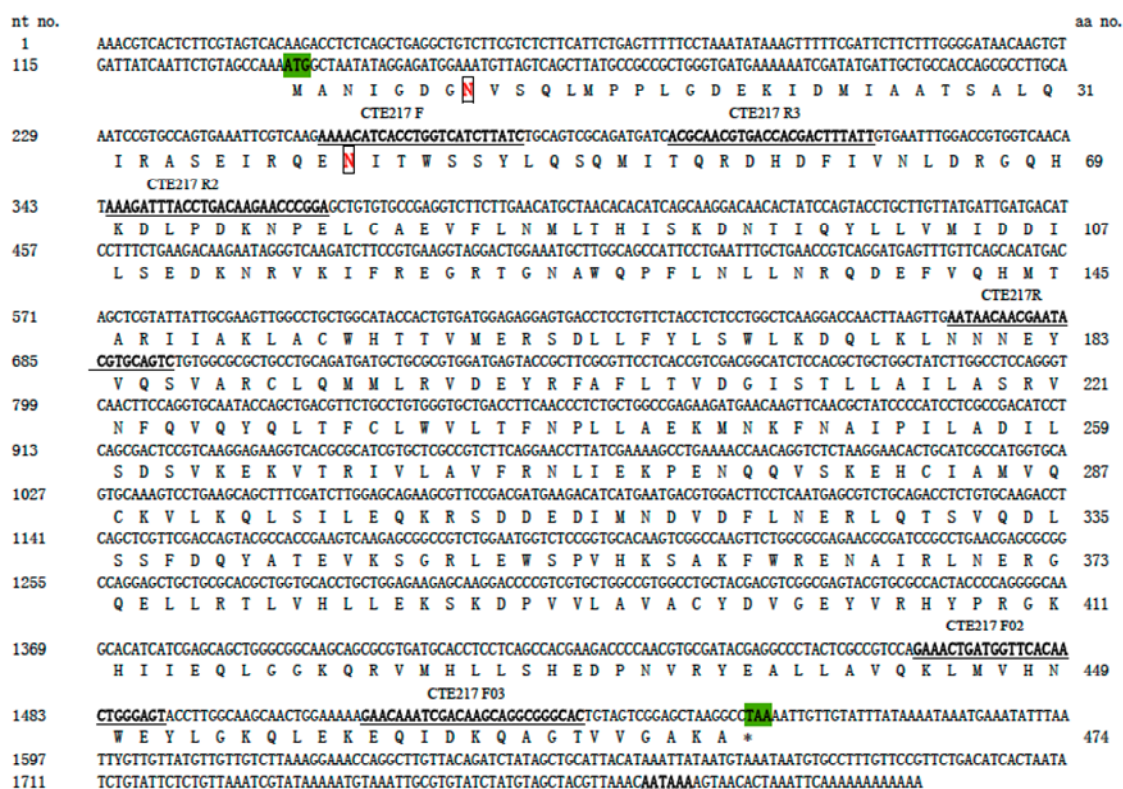 nt no. aa no.
1 AAACGTCACTCTTCGTAGTCACAAGACCTCTCAGCTGAGGCTGTCTTCGTCTCTTCATTCTGAGTTTTTCCTAAATATAAAGTTTTTCGATTCTTCTTTGGGGATAACAAGTGT
115 GATTATCAATTCTGTAGCCAAAATGGCTAATATAGGAGATGGAAATGTTAGTCAGCTTATGCCGCCGCTGGGTGATGAAAAAATCGATATGATTGCTGCCACCAGCGCCTTGCA
M A N I G D G N V S Q L M P P L G D E K I D M I A A T S A L Q 31
CTE217 F CTE217 R3
229 AATCCGTGCCAGTGAAATTCGTCAAGAAAACATCACCTGGTCATCTTATCTGCAGTCGCAGATGATCACGCAACGTGACCACGACTTTATTGTGAATTTGGACCGTGGTCAACA
I R A S E I R Q E N I T W S S Y L Q S Q M I T Q R D H D F I V N L D R G Q H 69
CTE217 R2
343 TAAAGATTTACCTGACAAGAACCCGGAGCTGTGTGCCGAGGTCTTCTTGAACATGCTAACACACATCAGCAAGGACAACACTATCCAGTACCTGCTTGTTATGATTGATGACAT
K D L P D K N P E L C A E V F L N M L T H I S K D N T I Q Y L L V M I D D I 107
457 CCTTTCTGAAGACAAGAATAGGGTCAAGATCTTCCGTGAAGGTAGGACTGGAAATGCTTGGCAGCCATTCCTGAATTTGCTGAACCGTCAGGATGAGTTTGTTCAGCACATGAC
L S E D K N R V K I F R E G R T G N A W Q P F L N L L N R Q D E F V Q H M T 145
CTE217R
571 AGCTCGTATTATTGCGAAGTTGGCCTGCTGGCATACCACTGTGATGGAGAGGAGTGACCTCCTGTTCTACCTCTCCTGGCTCAAGGACCAACTTAAGTTGAATAACAACGAATA
A R I I A K L A C W H T T V M E R S D L L F Y L S W L K D Q L K L N N N E Y 183
685 CGTGCAGTCTGTGGCGCGCTGCCTGCAGATGATGCTGCGCGTGGATGAGTACCGCTTCGCGTTCCTCACCGTCGACGGCATCTCCACGCTGCTGGCTATCTTGGCCTCCAGGGT
V Q S V A R C L Q M M L R V D E Y R F A F L T V D G I S T L L A I L A S R V 221
799 CAACTTCCAGGTGCAATACCAGCTGACGTTCTGCCTGTGGGTGCTGACCTTCAACCCTCTGCTGGCCGAGAAGATGAACAAGTTCAACGCTATCCCCATCCTCGCCGACATCCT
N F Q V Q Y Q L T F C L W V L T F N P L L A E K M N K F N A I P I L A D I L 259
913 CAGCGACTCCGTCAAGGAGAAGGTCACGCGCATCGTGCTCGCCGTCTTCAGGAACCTTATCGAAAAGCCTGAAAACCAACAGGTCTCTAAGGAACACTGCATCGCCATGGTGCA
S D S V K E K V T R I V L A V F R N L I E K P E N Q Q V S K E H C I A M V Q 287
1027 GTGCAAAGTCCTGAAGCAGCTTTCGATCTTGGAGCAGAAGCGTTCCGACGATGAAGACATCATGAATGACGTGGACTTCCTCAATGAGCGTCTGCAGACCTCTGTGCAAGACCT
C K V L K Q L S I L E Q K R S D D E D I M N D V D F L N E R L Q T S V Q D L 335
1141 CAGCTCGTTCGACCAGTACGCCACCGAAGTCAAGAGCGGCCGTCTGGAATGGTCTCCGGTGCACAAGTCGGCCAAGTTCTGGCGCGAGAACGCGATCCGCCTGAACGAGCGCGG
S S F D Q Y A T E V K S G R L E W S P V H K S A K F W R E N A I R L N E R G 373
1255 CCAGGAGCTGCTGCGCACGCTGGTGCACCTGCTGGAGAAGAGCAAGGACCCCGTCGTGCTGGCCGTGGCCTGCTACGACGTCGGCGAGTACGTGCGCCACTACCCCAGGGGCAA
Q E L L R T L V H L L E K S K D P V V L A V A C Y D V G E Y V R H Y P R G K 411
CTE217 F02
1369 GCACATCATCGAGCAGCTGGGCGGCAAGCAGCGCGTGATGCACCTCCTCAGCCACGAAGACCCCAACGTGCGATACGAGGCCCTACTCGCCGTCCAGAAACTGATGGTTCACAA
H I I E Q L G G K Q R V M H L L S H E D P N V R Y E A L L A V Q K L M V H N 449
CTE217 F03
1483 CTGGGAGTACCTTGGCAAGCAACTGGAAAAAGAACAAATCGACAAGCAGGCGGGCACTGTAGTCGGAGCTAAGGCCTAAAATTGTTGTATTTATAAAATAAATGAAATATTTAA
W E Y L G K Q L E K E Q I D K Q A G T V V G A K A * 474
1597 TTYGTTGTTATGTTGTTGTCTTAAAGGAAACCAGGCTTGTTACAGATCTATAGCTGCATTACATAAATTATAATGTAAATAATGTGCCTTTGTTCCGTTCTGACATCACTAATA
1711 TCTGTATTCTCTGTTAAATCGTATAAAAATGTAAATTGCGTGTATCTATGTAGCTACGTTAAACAATAAAAGTAACACTAAATTCAAAAAAAAAAAA